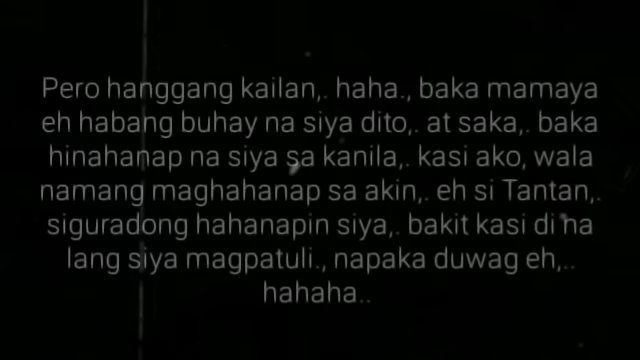 Pero hanggang kailan,. haha., baka mamaya
eh habang buhay na siya dito,. at saka,. baka
hinahanap na siya sa kanila,. kasi ako, wala
namang maghahanap sa akin,. eh si Tantan,.
siguradong hahanapin siya,. bakit kasi di na
lang siya magpatuli., napaka duwag eh,..
hahaha..